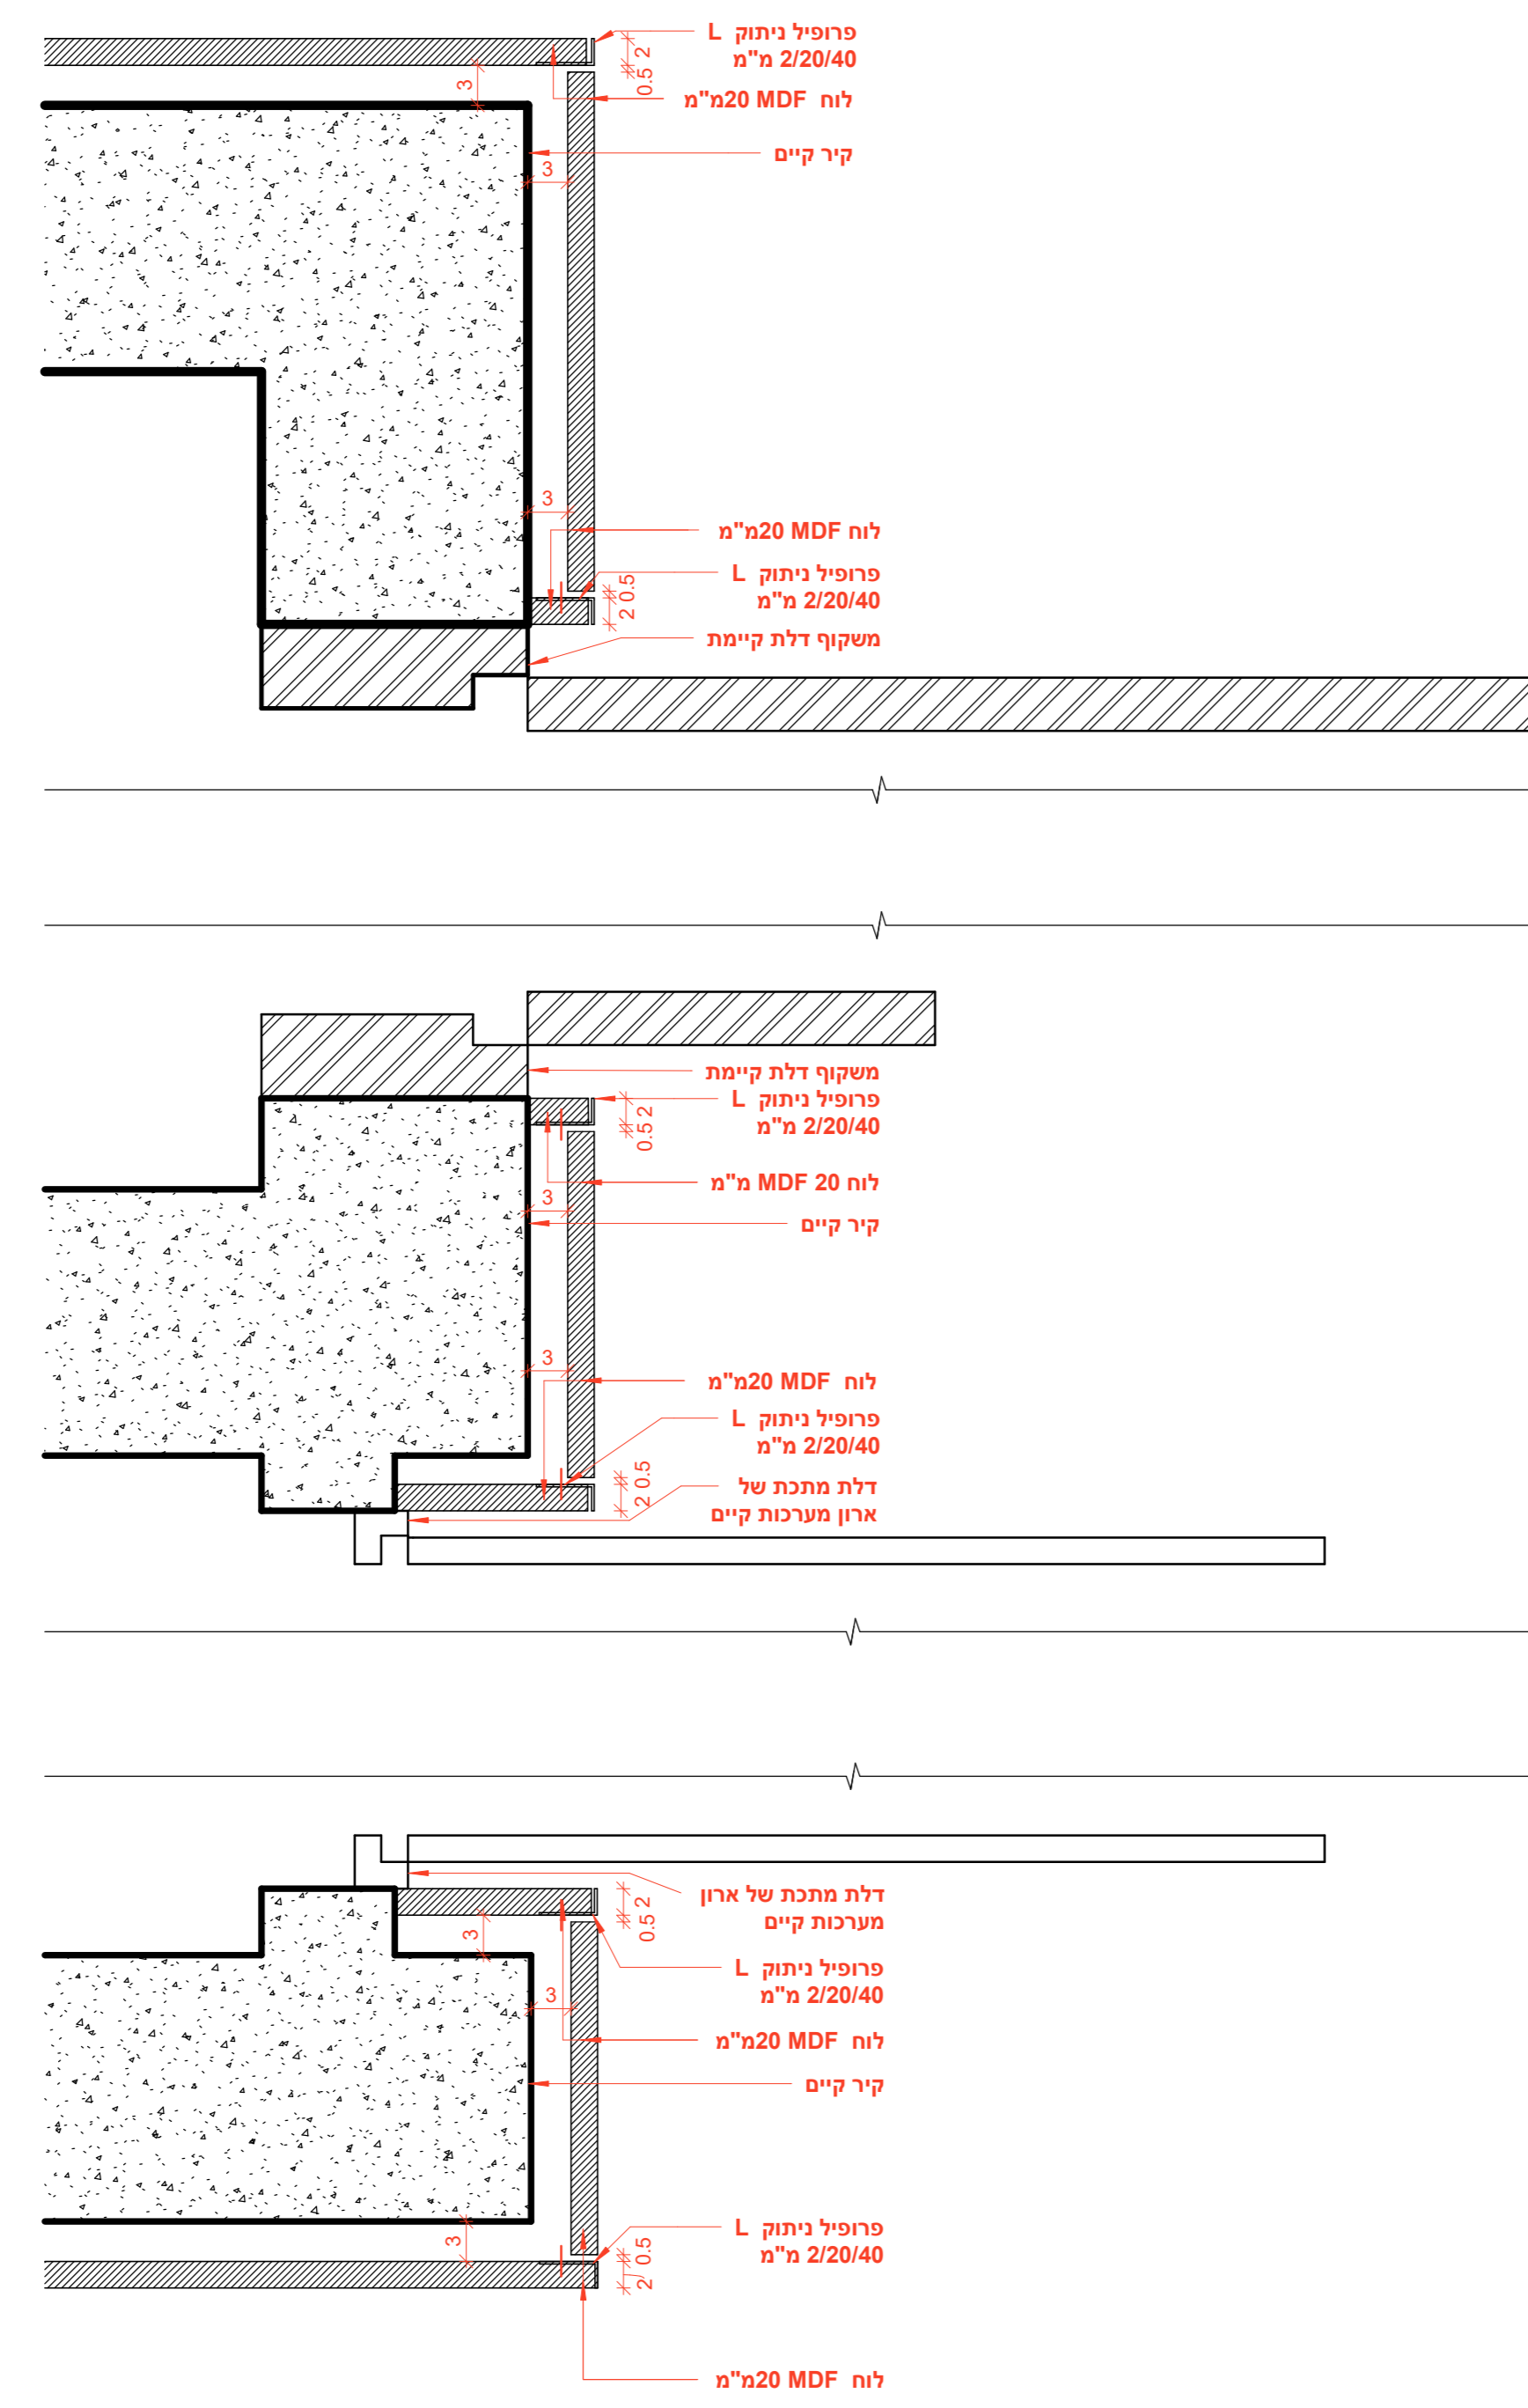 פרופיל ניתוק L
2/20/40 מ"מ
2
0.5
3
לוח MDF 20מ"מ
קיר קיים
3
3
לוח MDF 20מ"מ
פרופיל ניתוק L
2/20/40 מ"מ
0.5
2
משקוף דלת קיימת
משקוף דלת קיימת
פרופיל ניתוק L
2/20/40 מ"מ
2
0.5
לוח MDF 20 מ"מ
3
קיר קיים
3
לוח MDF 20מ"מ
פרופיל ניתוק L
2/20/40 מ"מ
0.5
2
דלת מתכת של
ארון מערכות קיים
דלת מתכת של ארון
מערכות קיים
2
0.5
3
פרופיל ניתוק L
2/20/40 מ"מ
3
לוח MDF 20מ"מ
קיר קיים
פרופיל ניתוק L
2/20/40 מ"מ
3
0.5
2
לוח MDF 20מ"מ